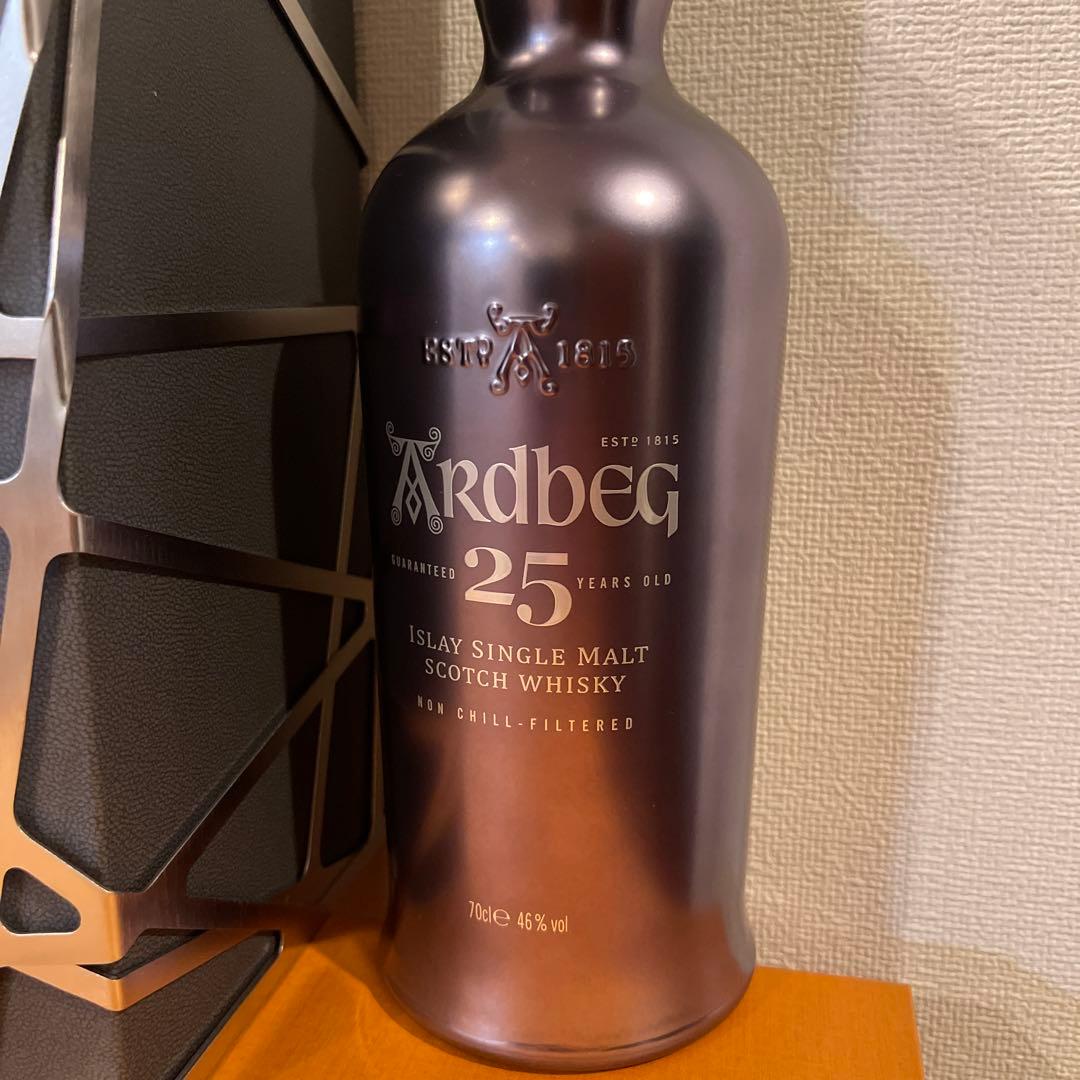 ESTD A 1815
ESTD 1815
ARDBEG
GUARANTEED 25 YEARS OLD
ISLAY SINGLE MALT
SCOTCH WHISKY
NON CHILL-FILTERED
70cl℮ 46% vol